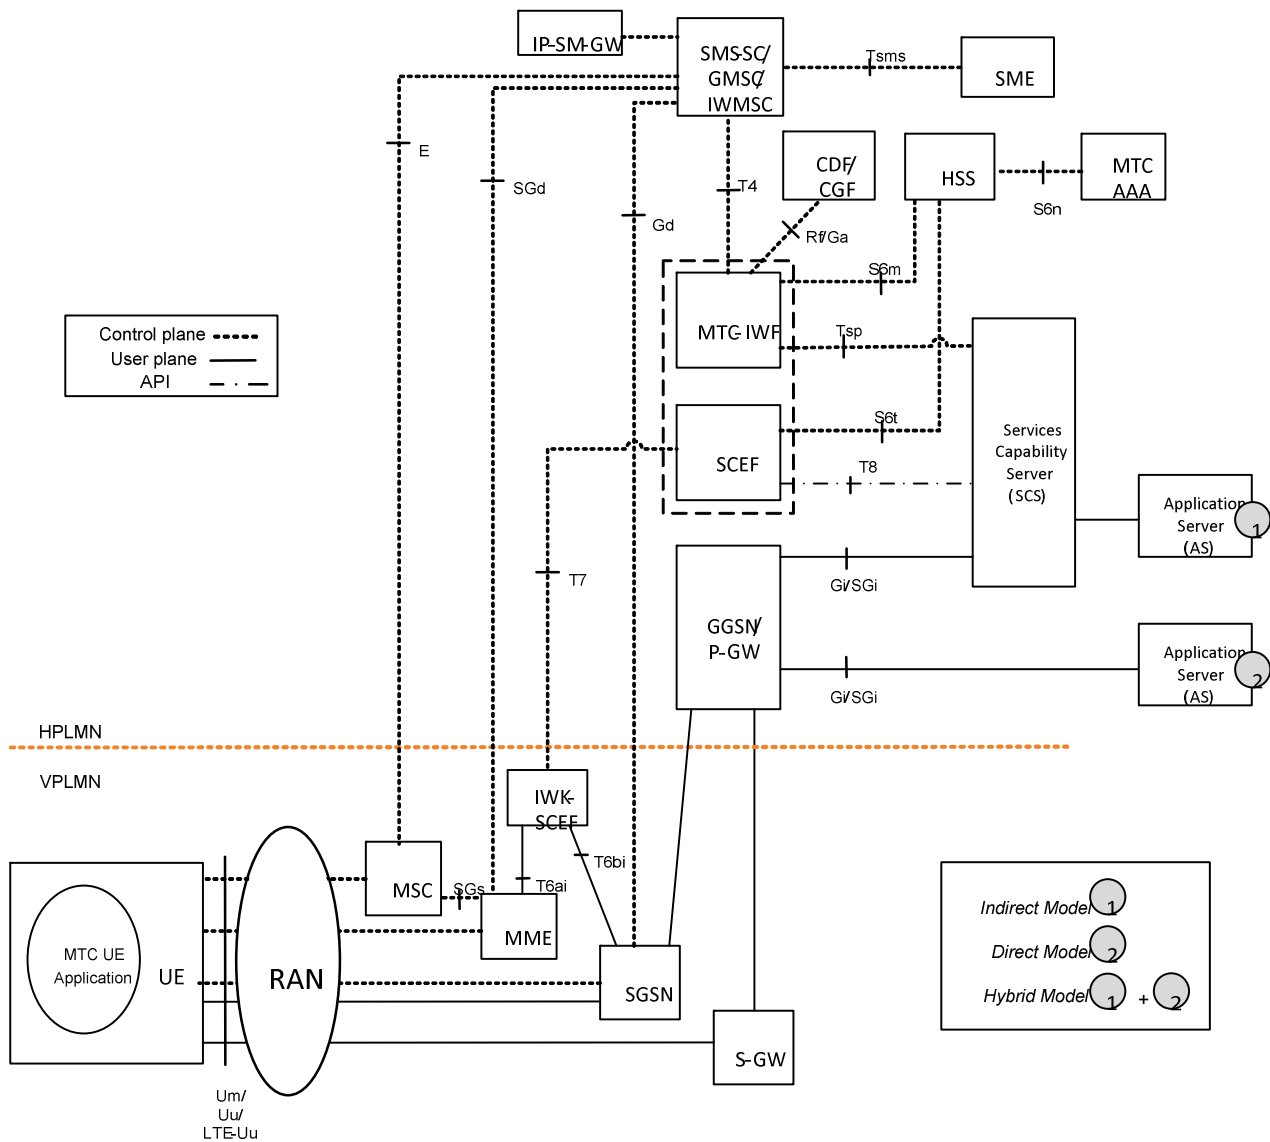 IP-SM-GW
SMS-SC/
GMSC/
IWMSC
Tsms
SME
E
SGd
Gd
T4
CDF/
CGF
Rf/Ga
HSS
S6n
MTC
AAA
S6m
MTC-IWF
Tsp
Control plane
User plane
API
S6t
SCEF
T8
Services
Capability
Server
(SCS)
Application
Server
(AS)
1
T7
Gi/SGi
GGSN/
P-GW
Gi/SGi
Application
Server
(AS)
2
HPLMN
VPLMN
IWK-
SCEF
T6bi
T6ai
MSC
SGs
MME
MTC UE
Application
UE
RAN
SGSN
S-GW
Um/
Uu/
LTE-Uu
Indirect Model 1
Direct Model 2
Hybrid Model 1 + 2